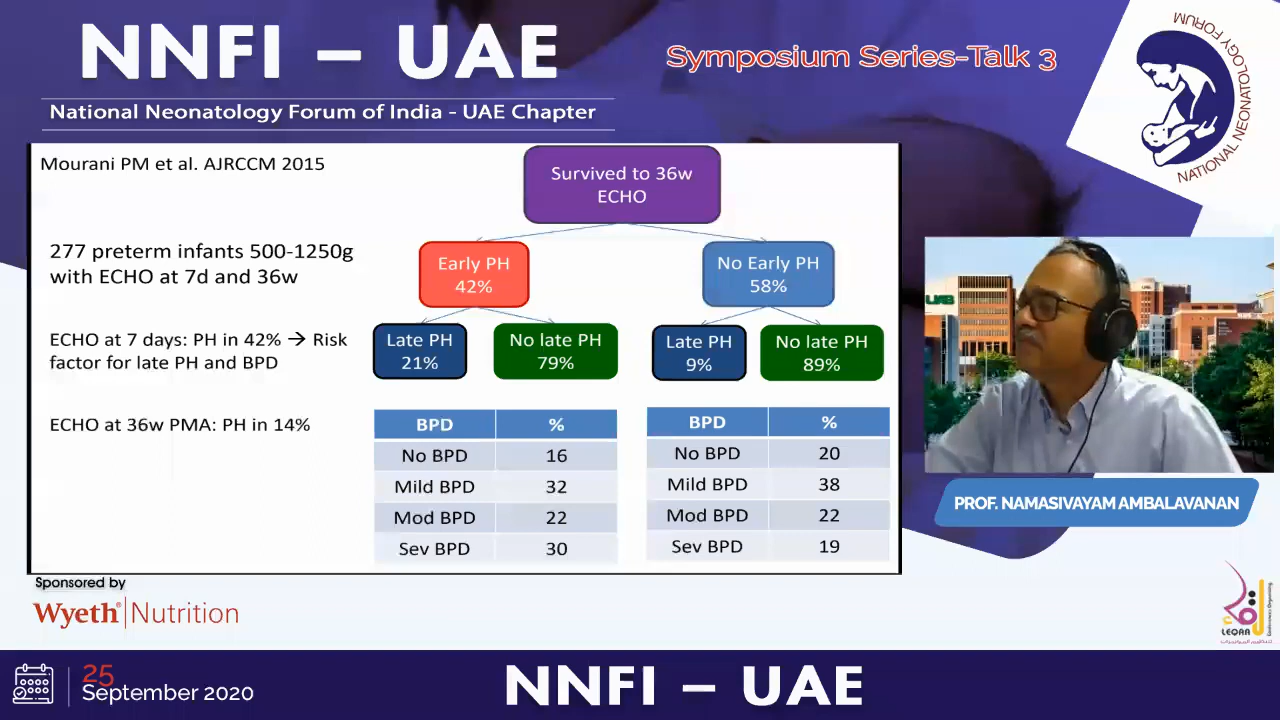 NNFI – UAE
National Neonatology Forum of India - UAE Chapter
Symposium Series-Talk 3
NATIONAL NEONATOLOGY FORUM
Mourani PM et al. AJRCCM 2015
Survived to 36w
ECHO
277 preterm infants 500-1250g
with ECHO at 7d and 36w
Early PH
42%
No Early PH
58%
ECHO at 7 days: PH in 42% → Risk
factor for late PH and BPD
Late PH
21%
No late PH
79%
Late PH
9%
No late PH
89%
ECHO at 36w PMA: PH in 14%
BPD %
No BPD 16
Mild BPD 32
Mod BPD 22
Sev BPD 30
BPD %
No BPD 20
Mild BPD 38
Mod BPD 22
Sev BPD 19
UAB
PROF. NAMASIVAYAM AMBALAVANAN
Sponsored by
Wyeth® | Nutrition
LEQAA
25
September 2020
NNFI – UAE